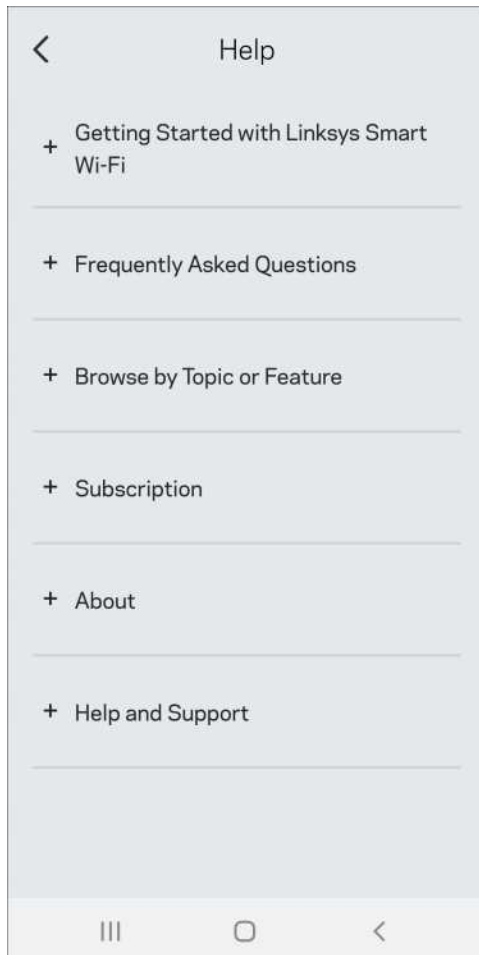 Help
+ Getting Started with Linksys Smart
Wi-Fi
+ Frequently Asked Questions
+ Browse by Topic or Feature
+ Subscription
+ About
+ Help and Support